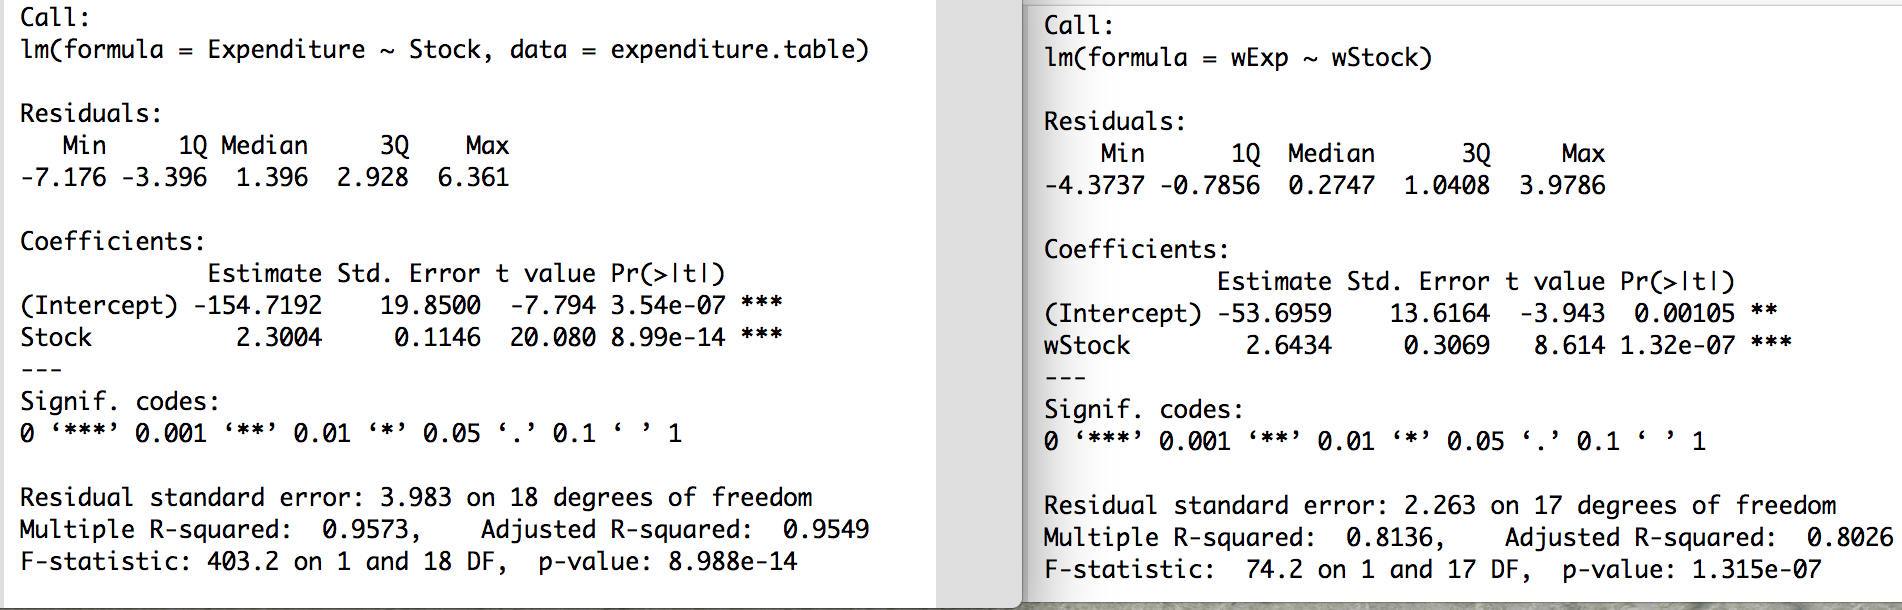 Call:
lm(formula = Expenditure ~ Stock, data = expenditure.table)
Residuals:
Min 1Q Median 3Q Max
-7.176 -3.396 1.396 2.928 6.361
Coefficients:
Estimate Std. Error t value Pr(>|t|)
(Intercept) -154.7192 19.8500 -7.794 3.54e-07 ***
Stock 2.3004 0.1146 20.080 8.99e-14 ***
---
Signif. codes:
0 ‘***’ 0.001 ‘**’ 0.01 ‘*’ 0.05 ‘.’ 0.1 ‘ ’ 1
Residual standard error: 3.983 on 18 degrees of freedom
Multiple R-squared: 0.9573, Adjusted R-squared: 0.9549
F-statistic: 403.2 on 1 and 18 DF, p-value: 8.988e-14
Call:
lm(formula = wExp ~ wStock)
Residuals:
Min 1Q Median 3Q Max
-4.3737 -0.7856 0.2747 1.0408 3.9786
Coefficients:
Estimate Std. Error t value Pr(>|t|)
(Intercept) -53.6959 13.6164 -3.943 0.00105 **
wStock 2.6434 0.3069 8.614 1.32e-07 ***
---
Signif. codes:
0 ‘***’ 0.001 ‘**’ 0.01 ‘*’ 0.05 ‘.’ 0.1 ‘ ’ 1
Residual standard error: 2.263 on 17 degrees of freedom
Multiple R-squared: 0.8136, Adjusted R-squared: 0.8026
F-statistic: 74.2 on 1 and 17 DF, p-value: 1.315e-07